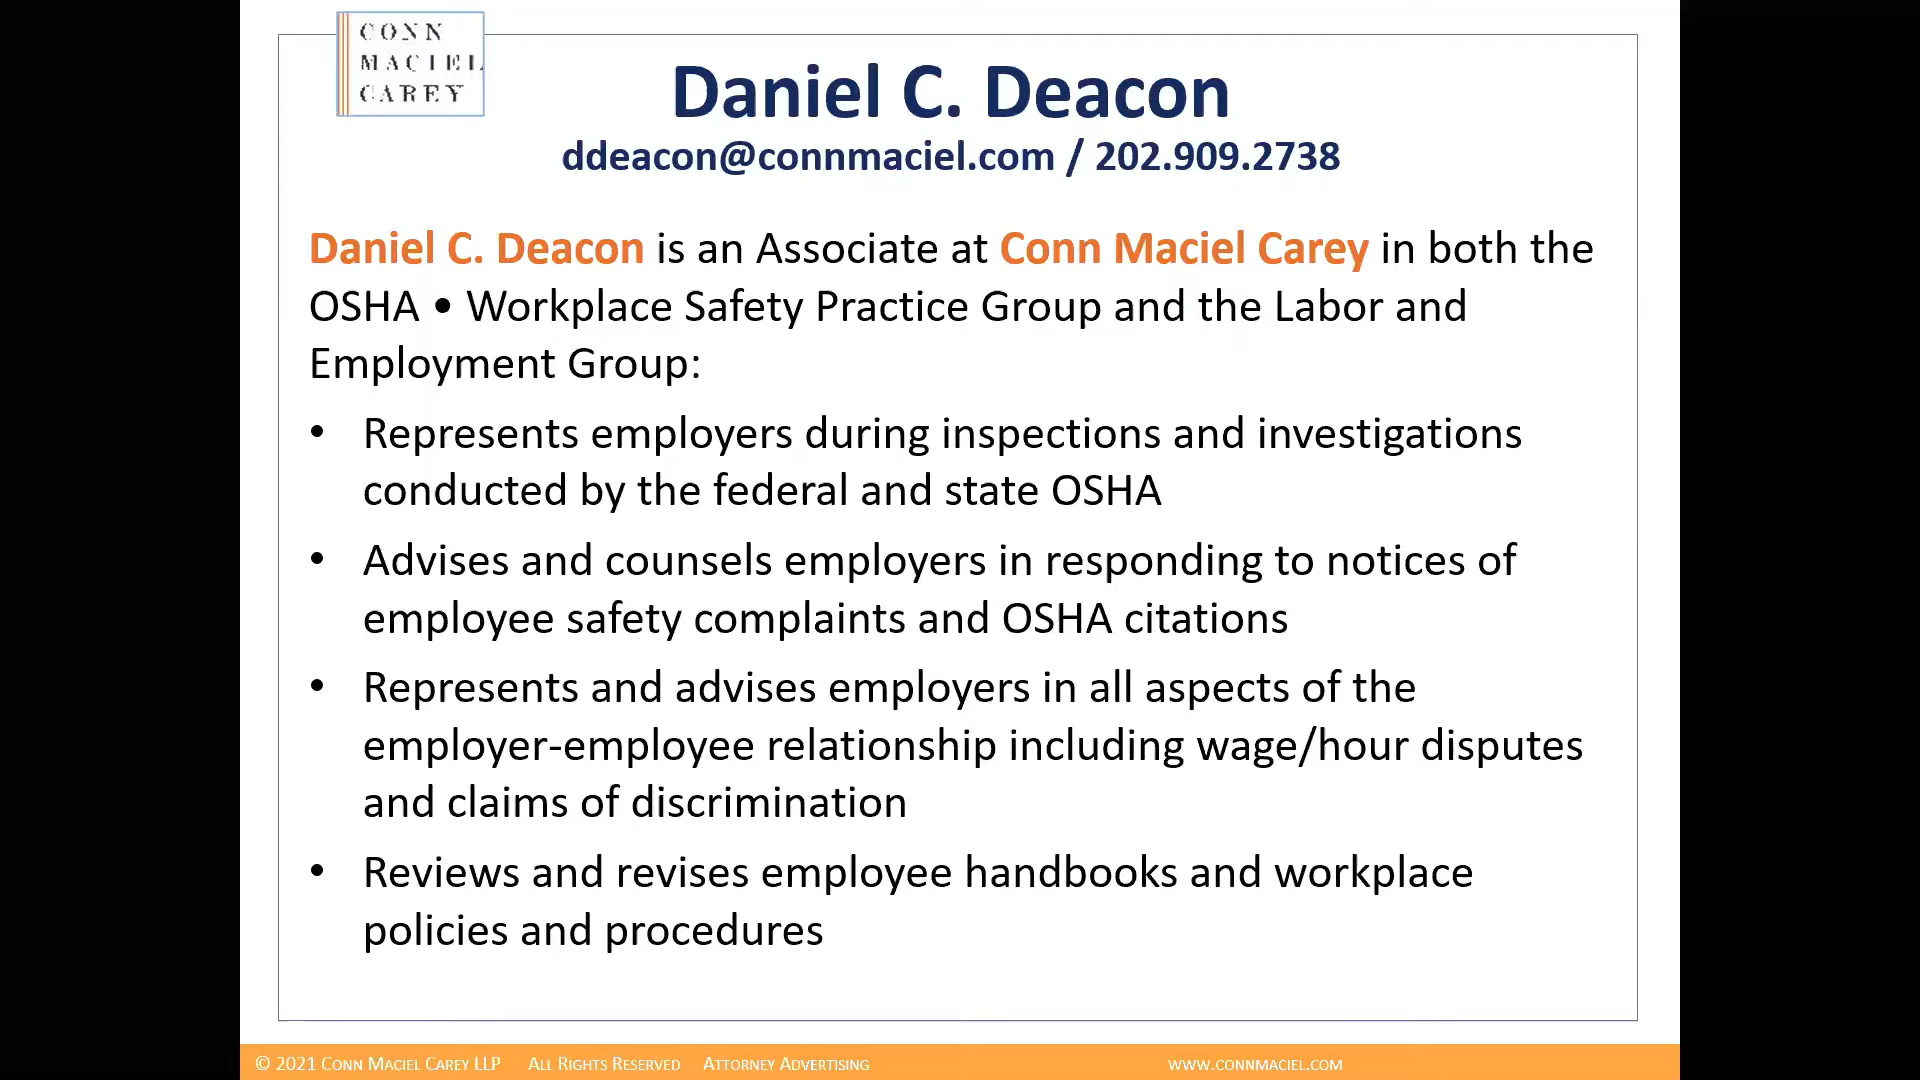 CONN
MACIEL
CAREY
Daniel C. Deacon
ddeacon@connmaciel.com / 202.909.2738
Daniel C. Deacon is an Associate at Conn Maciel Carey in both the
OSHA • Workplace Safety Practice Group and the Labor and
Employment Group:
• Represents employers during inspections and investigations
conducted by the federal and state OSHA
• Advises and counsels employers in responding to notices of
employee safety complaints and OSHA citations
• Represents and advises employers in all aspects of the
employer-employee relationship including wage/hour disputes
and claims of discrimination
• Reviews and revises employee handbooks and workplace
policies and procedures
© 2021 CONN MACIEL CAREY LLP ALL RIGHTS RESERVED ATTORNEY ADVERTISING WWW.CONNMACIEL.COM